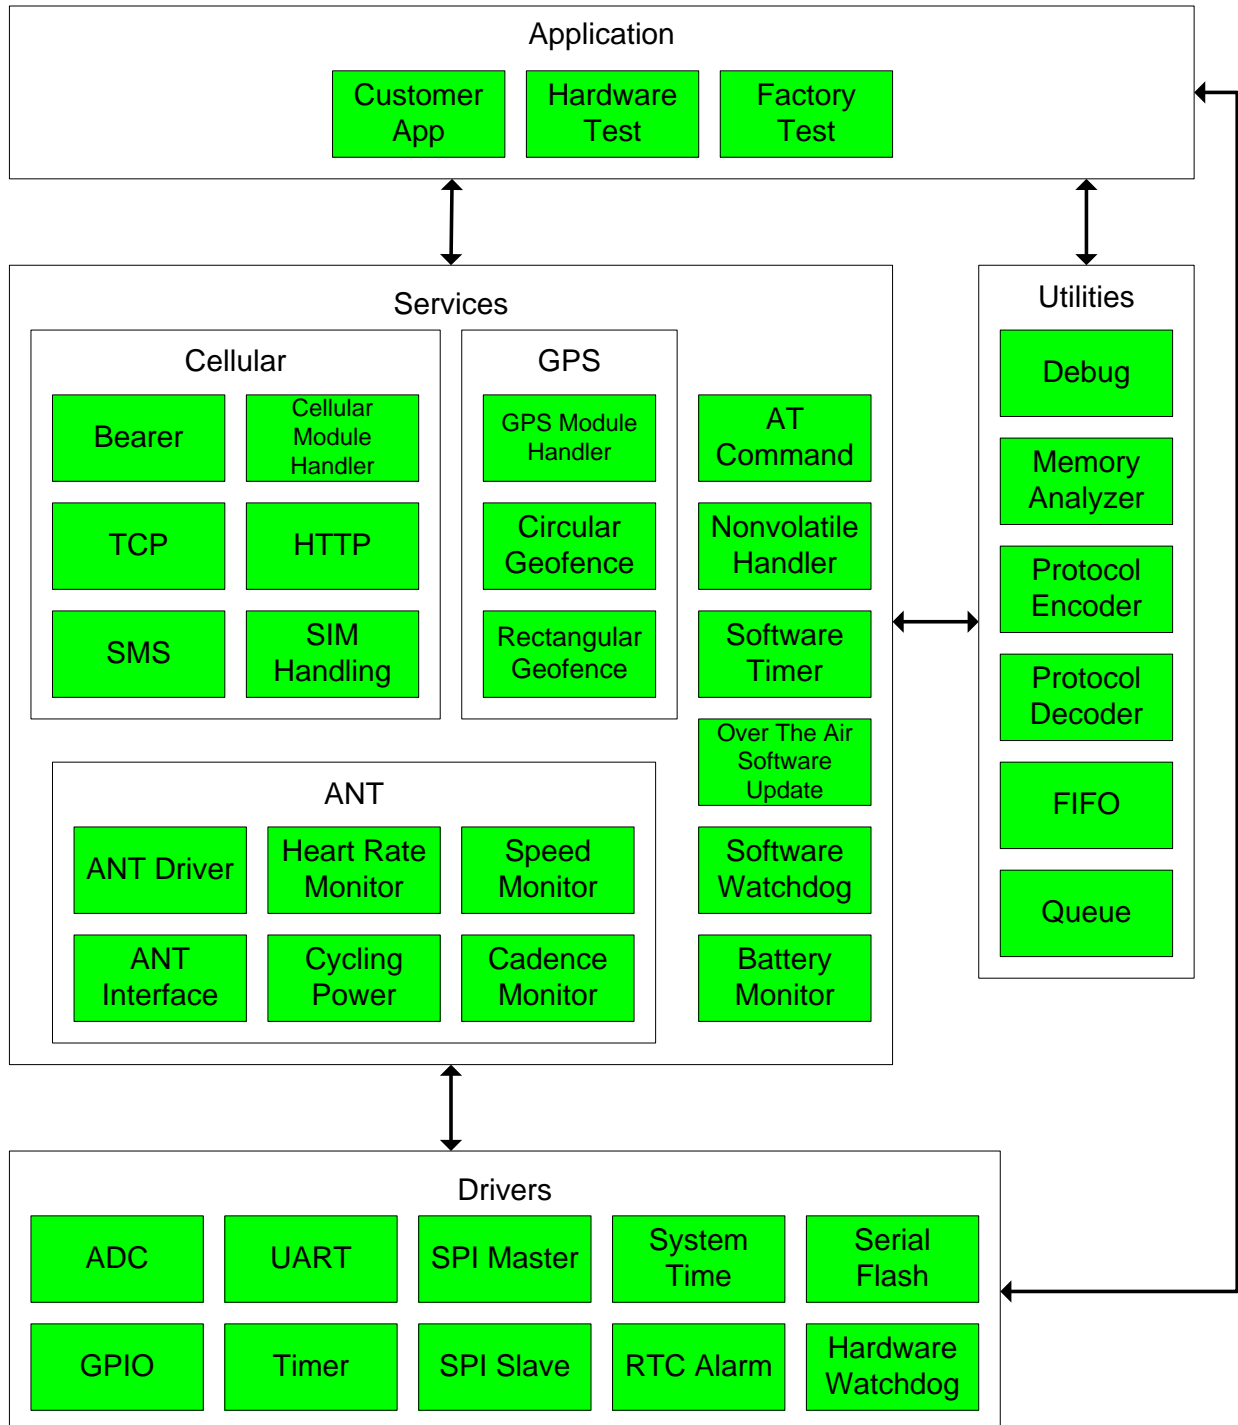 Application
Customer
App
Hardware
Test
Factory
Test
Services
Cellular
Bearer
Cellular
Module
Handler
TCP
HTTP
SMS
SIM
Handling
GPS
GPS Module
Handler
Circular
Geofence
Rectangular
Geofence
AT
Command
Nonvolatile
Handler
Software
Timer
Over The Air
Software
Update
Software
Watchdog
Battery
Monitor
ANT
ANT Driver
Heart Rate
Monitor
Speed
Monitor
ANT
Interface
Cycling
Power
Cadence
Monitor
Utilities
Debug
Memory
Analyzer
Protocol
Encoder
Protocol
Decoder
FIFO
Queue
Drivers
ADC
UART
SPI Master
System
Time
Serial
Flash
GPIO
Timer
SPI Slave
RTC Alarm
Hardware
Watchdog